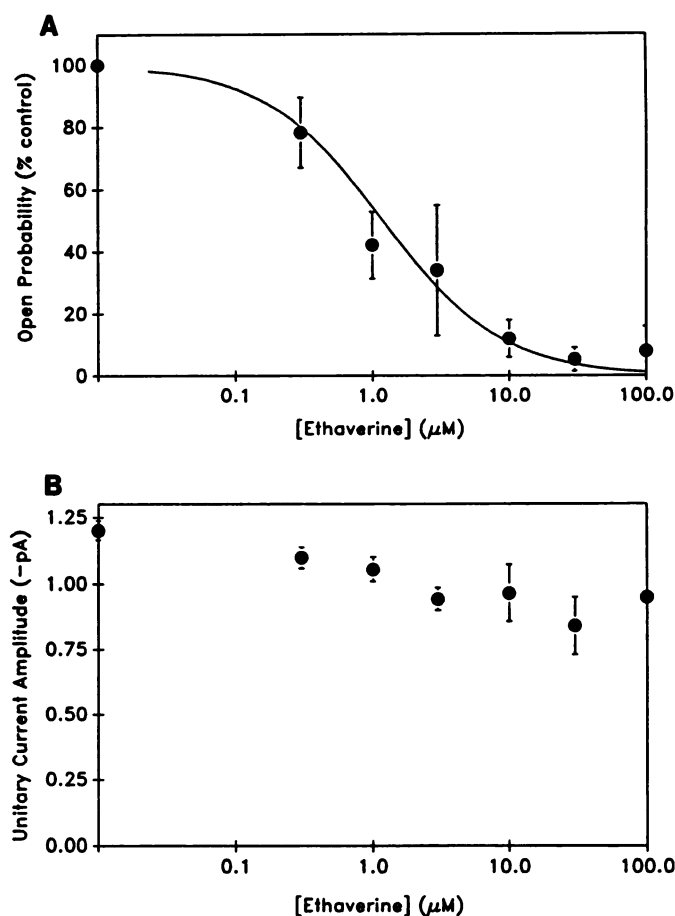 A
Open Probability (% control)
100
80
60
40
20
0
0.1 1.0 10.0 100.0
[Ethaverine] (μM)
B
Unitary Current Amplitude (-pA)
1.25
1.00
0.75
0.50
0.25
0.00
0.1 1.0 10.0 100.0
[Ethaverine] (μM)